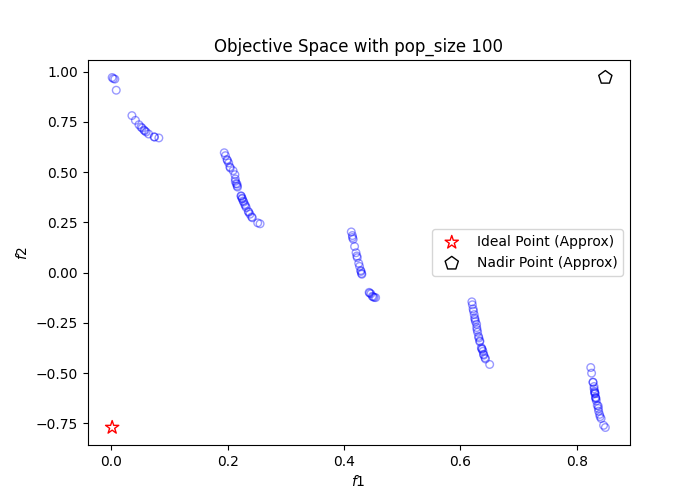 Objective Space with pop_size 100
1.00
0.75
0.50
0.25
0.00
−0.25
−0.50
−0.75
f2
Ideal Point (Approx)
Nadir Point (Approx)
0.0 0.2 0.4 0.6 0.8
f1